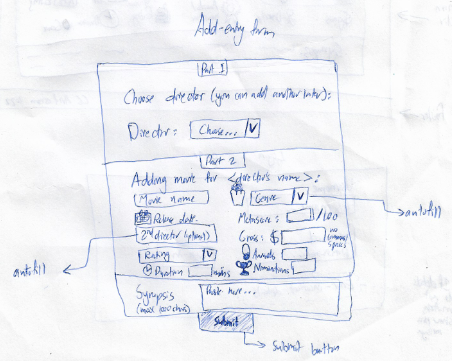 Add-entry form
Part 1
Choose director (you can add another later):
Director: Choose... V
Part 2
Adding movie for <director's name>:
Movie name
Genre V
autofill
Release date.
Metascore: /100
2nd director (optional)
Gross: $ no commas/
autofill
Rating V
Awards
Duration mins
Nominations
Synopsis
(max 1000 chars)
Paste here...
Submit
Submit button